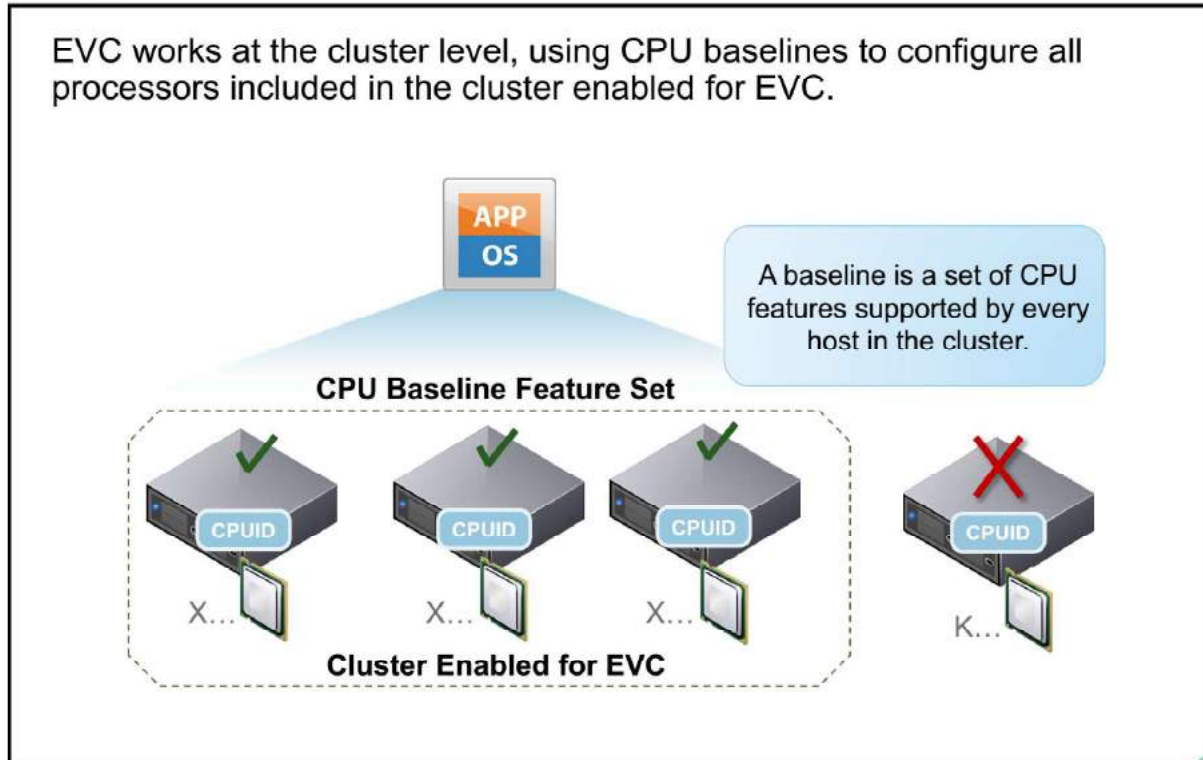 EVC works at the cluster level, using CPU baselines to configure all
processors included in the cluster enabled for EVC.
APP
OS
A baseline is a set of CPU
features supported by every
host in the cluster.
CPU Baseline Feature Set
CPUID
CPUID
CPUID
CPUID
X...
X...
X...
K...
Cluster Enabled for EVC